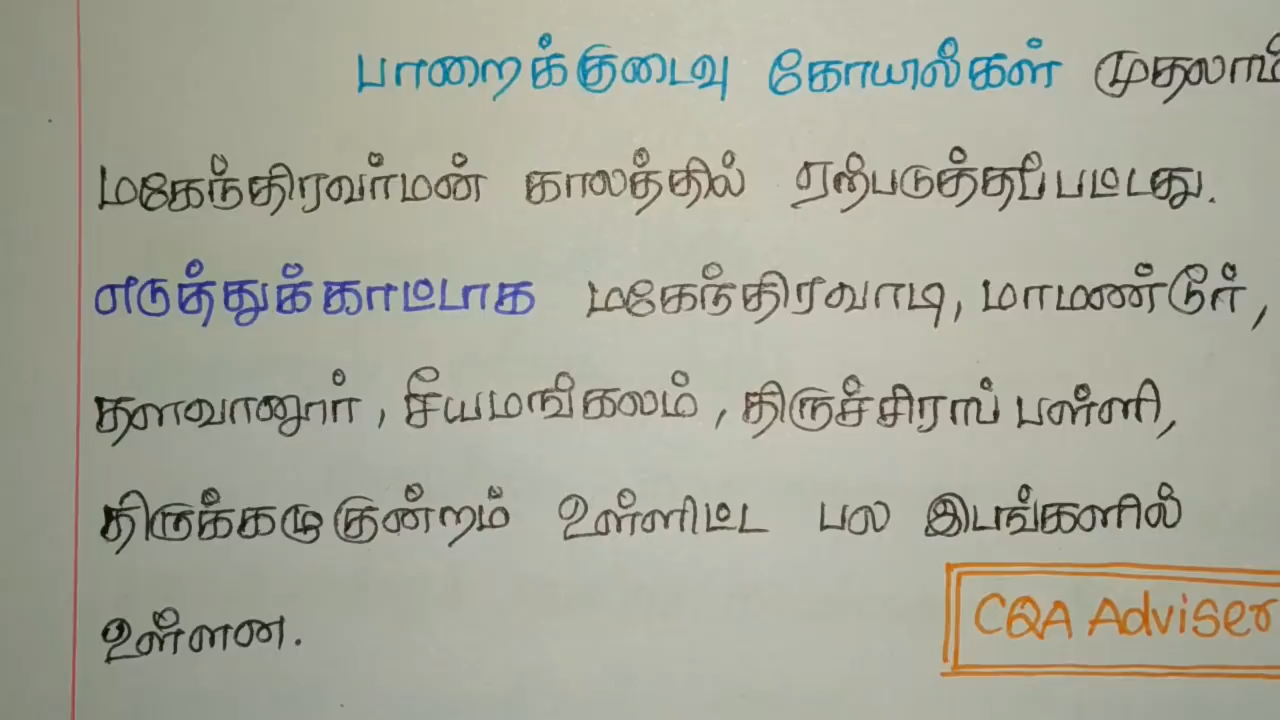 பாறைக்குடைவு கோயில்கள்
மகேந்திரவர்மன் காலத்தில் ஏற்படுத்தப்பட்டது.
எடுத்துக்காட்டாக மகேந்திரவாடி, மாமண்டூர்,
தளவானூர், சீயமங்கலம், திருச்சிராப் பள்ளி,
திருக்கழுகுன்றம் உள்ளிட்ட பல இடங்களில்
உள்ளன.
CQA Adviser